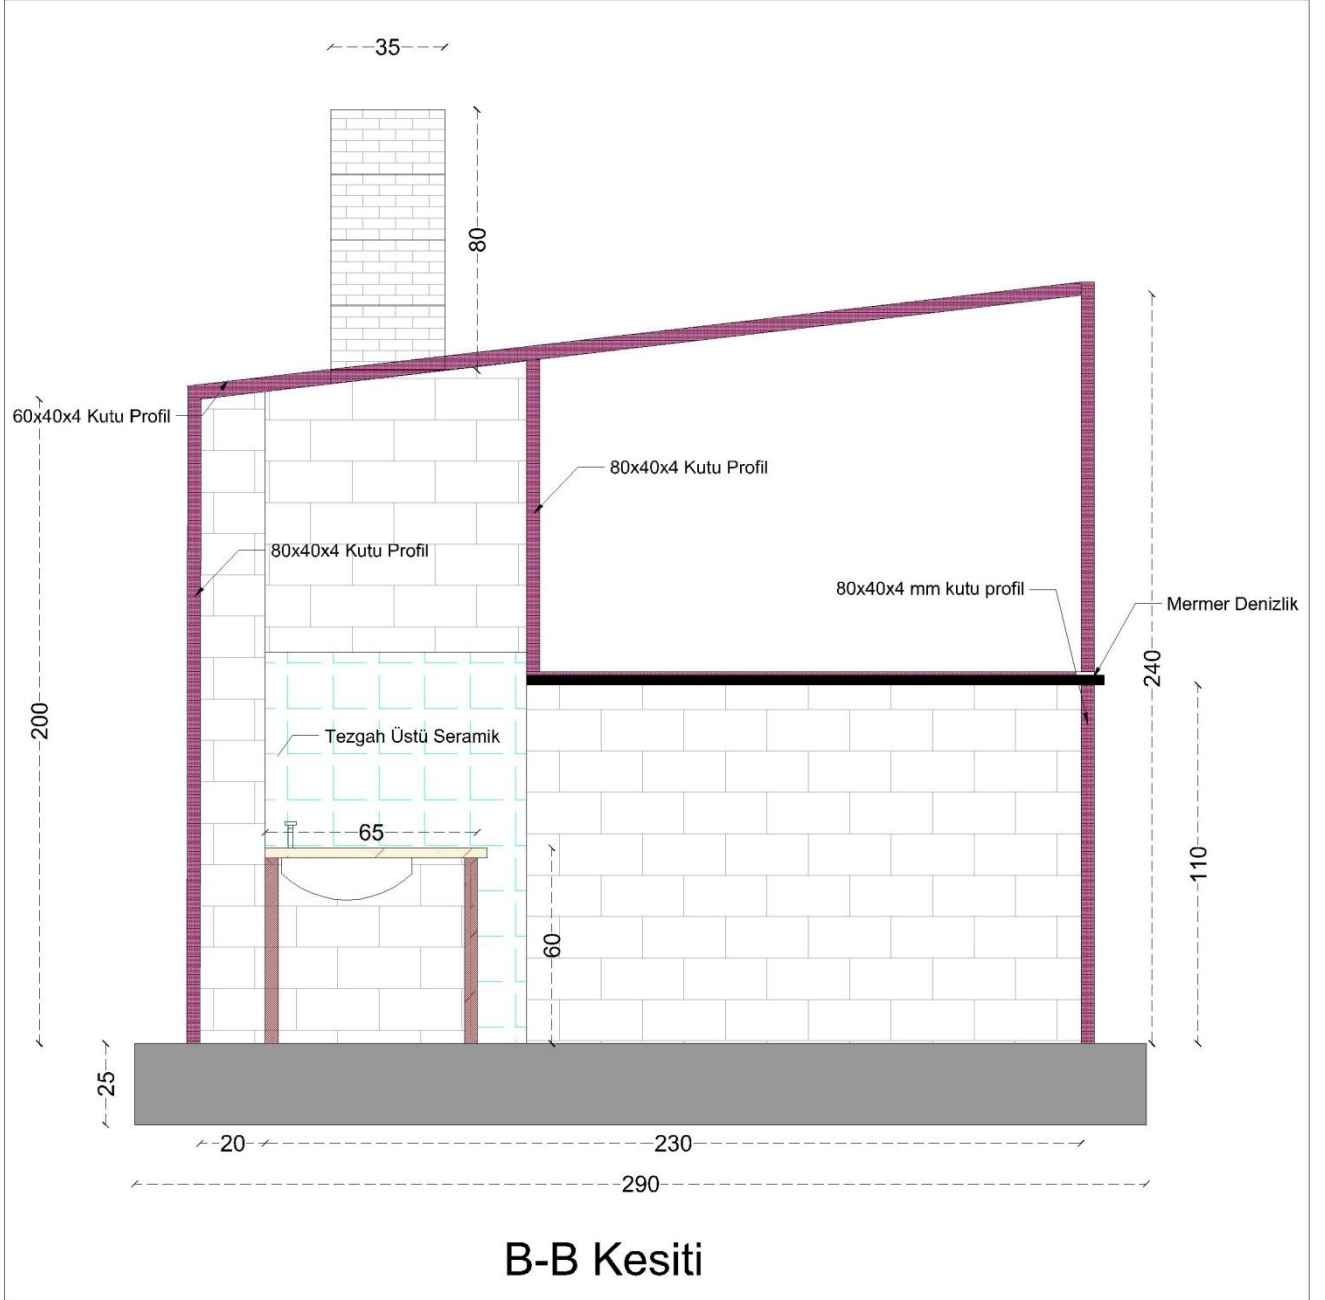 35
80
60x40x4 Kutu Profil
80x40x4 Kutu Profil
80x40x4 Kutu Profil
80x40x4 mm kutu profil
Mermer Denizlik
240
200
Tezgah Üstü Seramik
65
110
60
25
20
230
290
B-B Kesiti